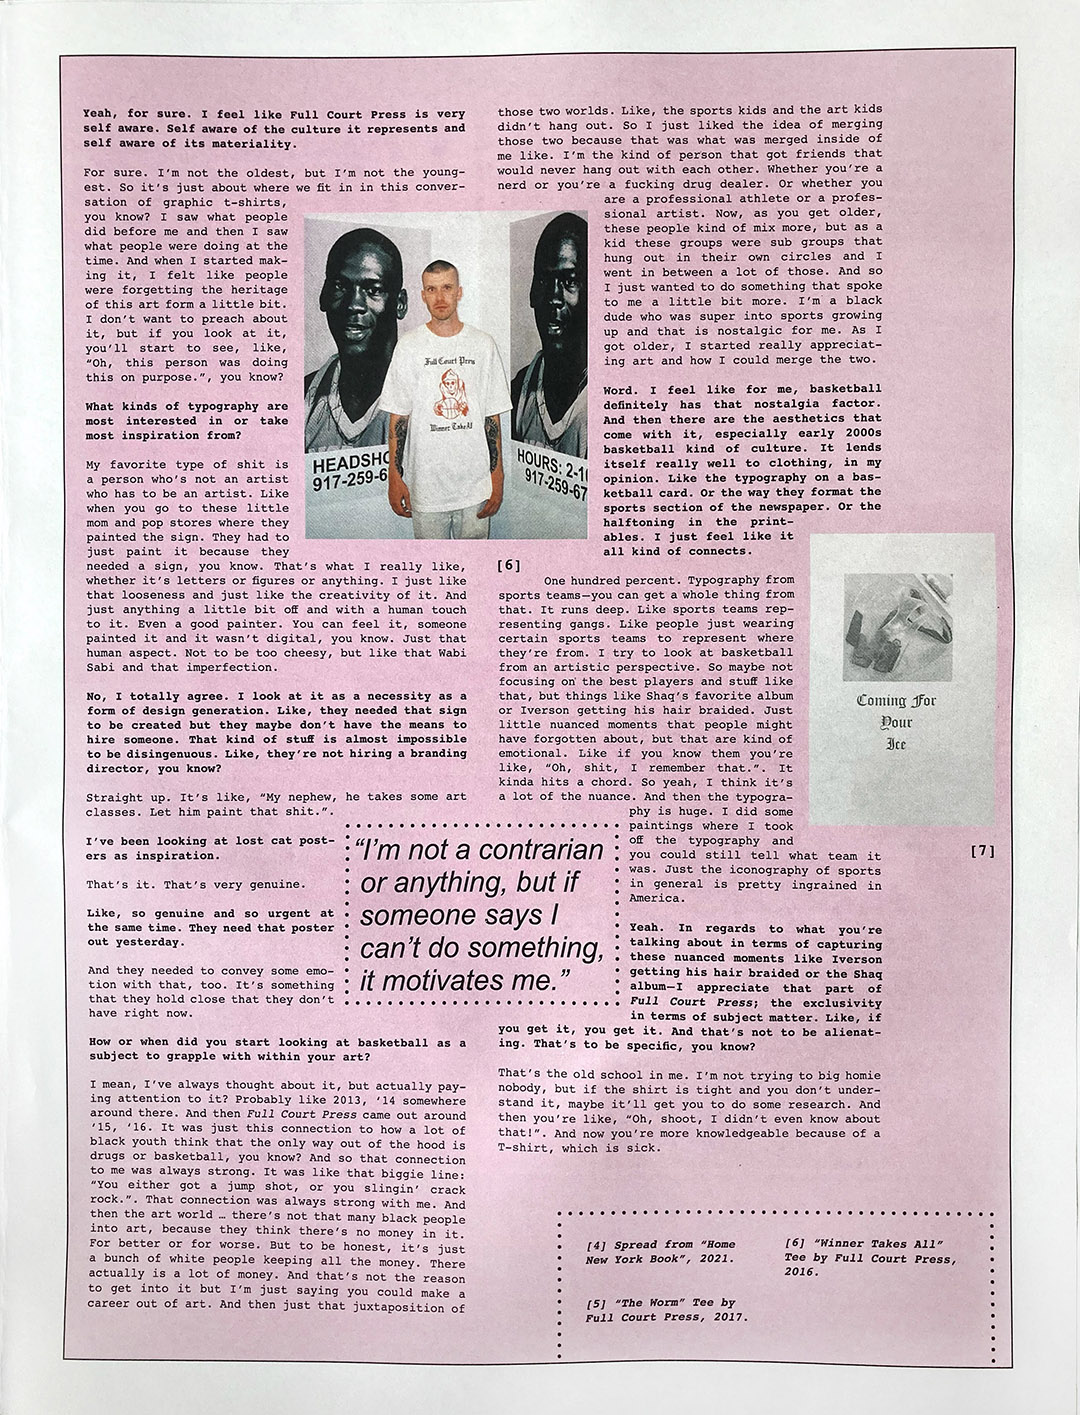 Yeah, for sure. I feel like Full Court Press is very
self aware. Self aware of the culture it represents and
self aware of its materiality.
For sure. I'm not the oldest, but I'm not the young-
est. So it's just about where we fit in in this conver-
sation of graphic t-shirts,
you know? I saw what people
did before me and then I saw
what people were doing at the
time. And when I started mak-
ing it, I felt like people
were forgetting the heritage
of this art form a little bit.
I don't want to preach about
it, but if you look at it,
you'll start to see, like,
“Oh, this person was doing
this on purpose.”, you know?
What kinds of typography are
most interested in or take
most inspiration from?
My favorite type of shit is
a person who's not an artist
who has to be an artist. Like
when you go to these little
mom and pop stores where they
painted the sign. They had to
just paint it because they
needed a sign, you know. That's what I really like,
whether it's letters or figures or anything. I just like
that looseness and just like the creativity of it. And
just anything a little bit off and with a human touch
to it. Even a good painter. You can feel it, someone
painted it and it wasn't digital, you know. Just that
human aspect. Not to be too cheesy, but like that Wabi
Sabi and that imperfection.
No, I totally agree. I look at it as a necessity as a
form of design generation. Like, they needed that sign
to be created but they maybe don't have the means to
hire someone. That kind of stuff is almost impossible
to be disingenuous. Like, they're not hiring a branding
director, you know?
Straight up. It's like, “My nephew, he takes some art
classes. Let him paint that shit.”.
I've been looking at lost cat post-
ers as inspiration.
That's it. That's very genuine.
Like, so genuine and so urgent at
the same time. They need that poster
out yesterday.
And they needed to convey some emo-
tion with that, too. It's something
that they hold close that they don't
have right now.
How or when did you start looking at basketball as a
subject to grapple with within your art?
I mean, I've always thought about it, but actually pay-
ing attention to it? Probably like 2013, ‘14 somewhere
around there. And then Full Court Press came out around
‘15, ‘16. It was just this connection to how a lot of
black youth think that the only way out of the hood is
drugs or basketball, you know? And so that connection
to me was always strong. It was like that biggie line:
“You either got a jump shot, or you slingin’ crack
rock.”. That connection was always strong with me. And
then the art world … there's not that many black people
into art, because they think there's no money in it.
For better or for worse. But to be honest, it's just
a bunch of white people keeping all the money. There
actually is a lot of money. And that's not the reason
to get into it but I'm just saying you could make a
career out of art. And then just that juxtaposition of
those two worlds. Like, the sports kids and the art kids
didn't hang out. So I just liked the idea of merging
those two because that was what was merged inside of
me like. I'm the kind of person that got friends that
would never hang out with each other. Whether you're a
nerd or you're a fucking drug dealer. Or whether you
are a professional athlete or a profes-
sional artist. Now, as you get older,
these people kind of mix more, but as a
kid these groups were sub groups that
hung out in their own circles and I
went in between a lot of those. And so
I just wanted to do something that spoke
to me a little bit more. I'm a black
dude who was super into sports growing
up and that is nostalgic for me. As I
got older, I started really appreciat-
ing art and how I could merge the two.
Word. I feel like for me, basketball
definitely has that nostalgia factor.
And then there are the aesthetics that
come with it, especially early 2000s
basketball kind of culture. It lends
itself really well to clothing, in my
opinion. Like the typography on a bas-
ketball card. Or the way they format the
sports section of the newspaper. Or the
halftoning in the print-
ables. I just feel like it
all kind of connects.
[6]
One hundred percent. Typography from
sports teams—you can get a whole thing from
that. It runs deep. Like sports teams rep-
resenting gangs. Like people just wearing
certain sports teams to represent where
they're from. I try to look at basketball
from an artistic perspective. So maybe not
focusing on the best players and stuff like
that, but things like Shaq's favorite album
or Iverson getting his hair braided. Just
little nuanced moments that people might
have forgotten about, but that are kind of
emotional. Like if you know them you're
like, “Oh, shit, I remember that.”. It
kinda hits a chord. So yeah, I think it's
a lot of the nuance. And then the typogra-
phy is huge. I did some
paintings where I took
off the typography and
you could still tell what team it
was. Just the iconography of sports
in general is pretty ingrained in
America.
Yeah. In regards to what you're
talking about in terms of capturing
these nuanced moments like Iverson
getting his hair braided or the Shaq
album—I appreciate that part of
Full Court Press; the exclusivity
in terms of subject matter. Like, if
you get it, you get it. And that's not to be alienat-
ing. That's to be specific, you know?
That's the old school in me. I'm not trying to big homie
nobody, but if the shirt is tight and you don't under-
stand it, maybe it'll get you to do some research. And
then you're like, “Oh, shoot, I didn't even know about
that!”. And now you're more knowledgeable because of a
T-shirt, which is sick.
Full Court Press
Winner Take Al
HEADSHO
917-259-6
HOURS: 2-1
917-259-67
Coming For
Your
Ice
[7]
“I'm not a contrarian
or anything, but if
someone says I
can't do something,
it motivates me.”
[4] Spread from “Home
New York Book”, 2021.
[5] “The Worm” Tee by
Full Court Press, 2017.
[6] “Winner Takes All”
Tee by Full Court Press,
2016.